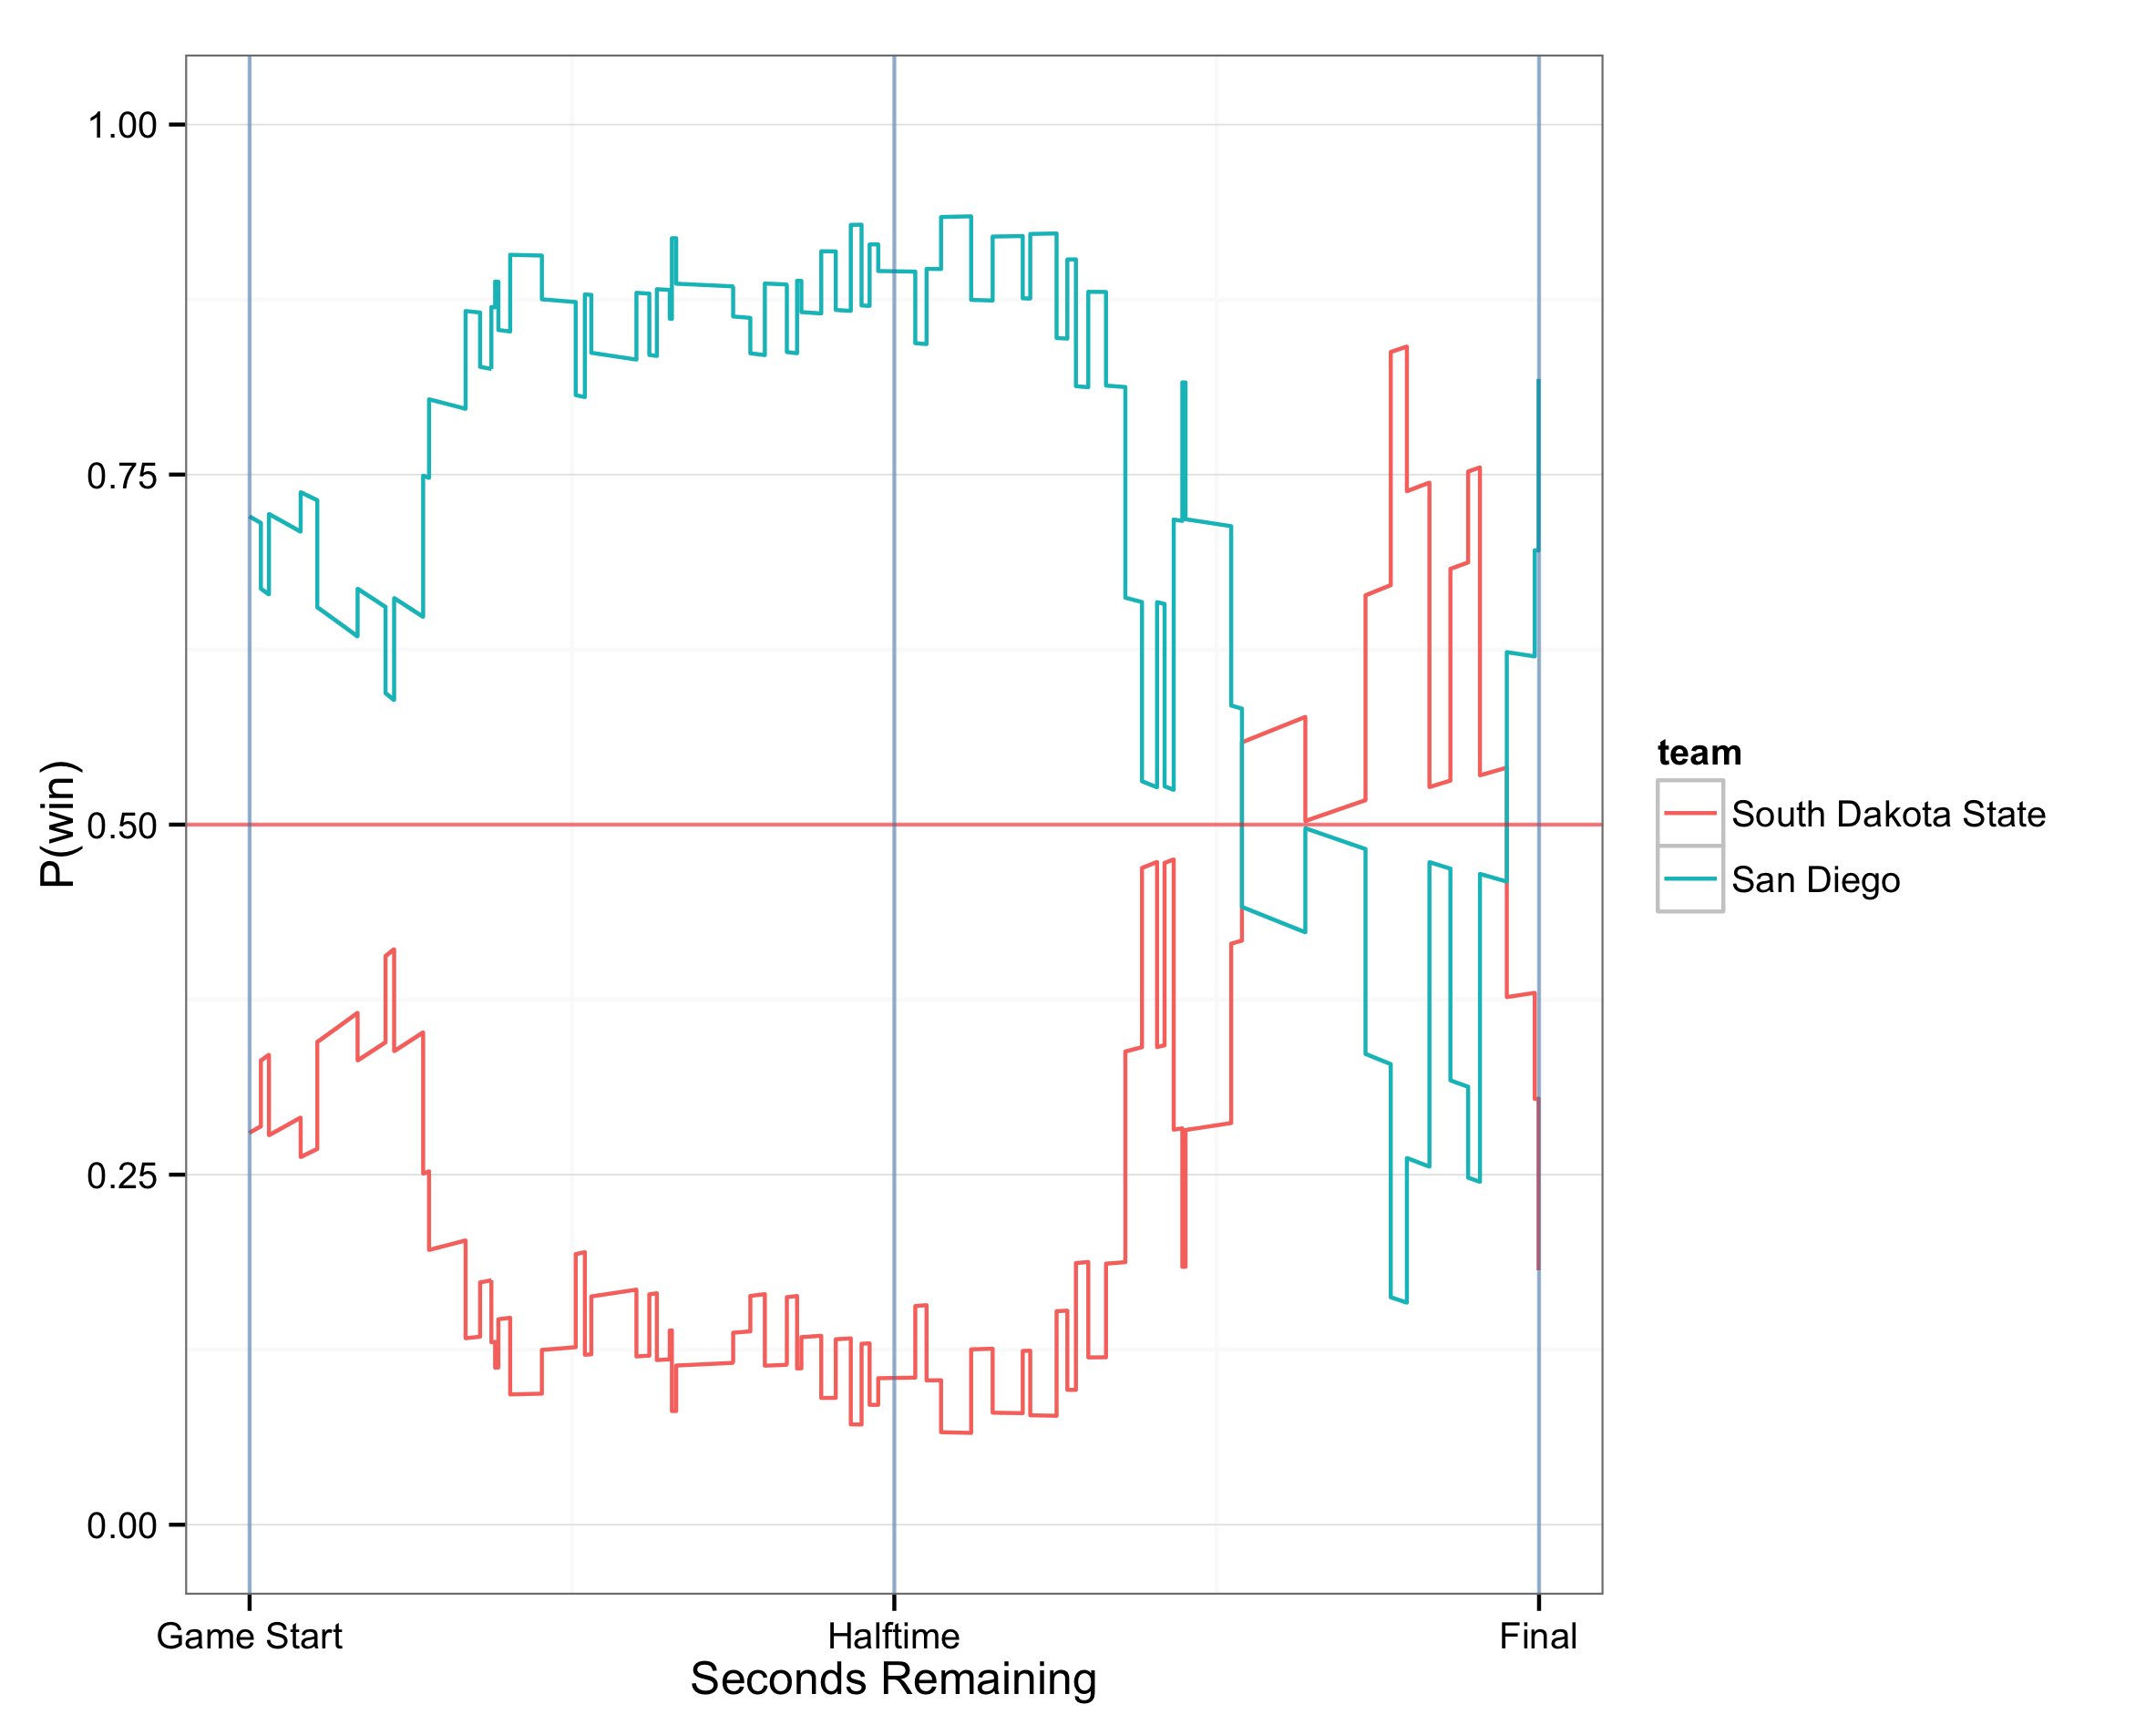 1.00
0.75
0.50
0.25
0.00
P(win)
Game Start
Halftime
Final
Seconds Remaining
team
South Dakota State
San Diego